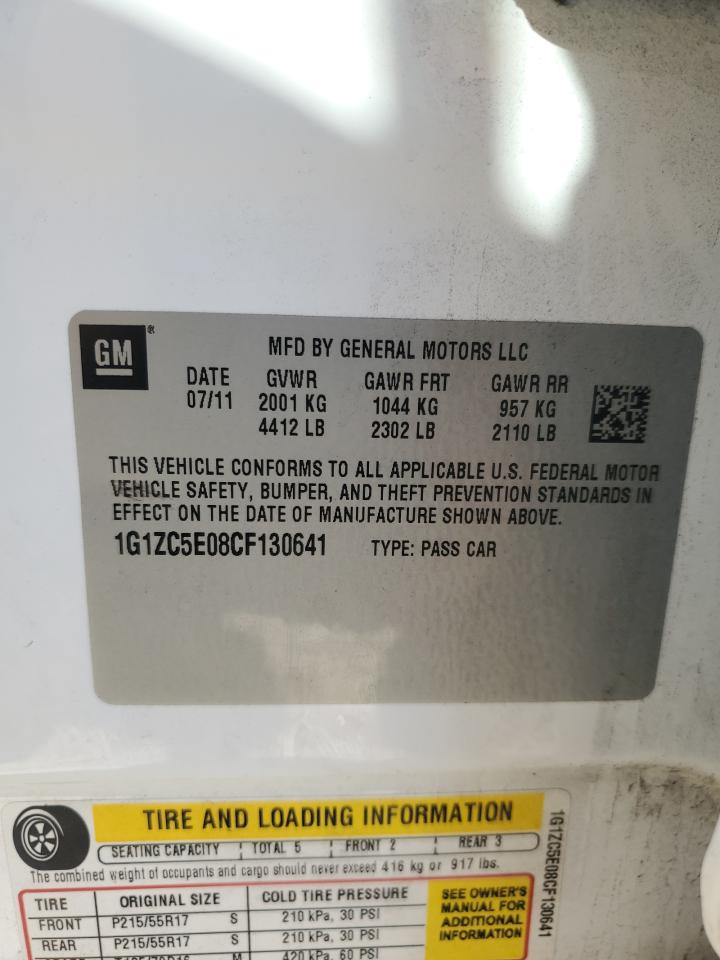 GM ®
MFD BY GENERAL MOTORS LLC
DATE GVWR GAWR FRT GAWR RR
07/11 2001 KG 1044 KG 957 KG
4412 LB 2302 LB 2110 LB
THIS VEHICLE CONFORMS TO ALL APPLICABLE U.S. FEDERAL MOTOR
VEHICLE SAFETY, BUMPER, AND THEFT PREVENTION STANDARDS IN
EFFECT ON THE DATE OF MANUFACTURE SHOWN ABOVE.
1G1ZC5E08CF130641 TYPE: PASS CAR
TIRE AND LOADING INFORMATION
SEATING CAPACITY TOTAL 5 FRONT 2 REAR 3
The combined weight of occupants and cargo should never exceed 416 kg or 917 lbs.
TIRE ORIGINAL SIZE COLD TIRE PRESSURE
FRONT P215/55R17 S 210 kPa, 30 PSI
REAR P215/55R17 S 210 kPa, 30 PSI
M 420 kPa, 60 PSI
SEE OWNER'S
MANUAL FOR
ADDITIONAL
INFORMATION
1G1ZC5E08CF130641